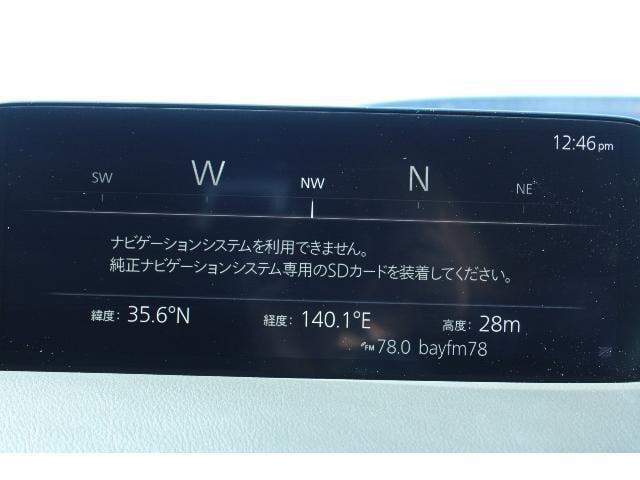 12:46pm
SW W NW N NE
ナビゲーションシステムを利用できません。
純正ナビゲーションシステム専用のSDカードを装着してください。
緯度: 35.6°N 経度: 140.1°E 高度: 28m
FM 78.0 bayfm78